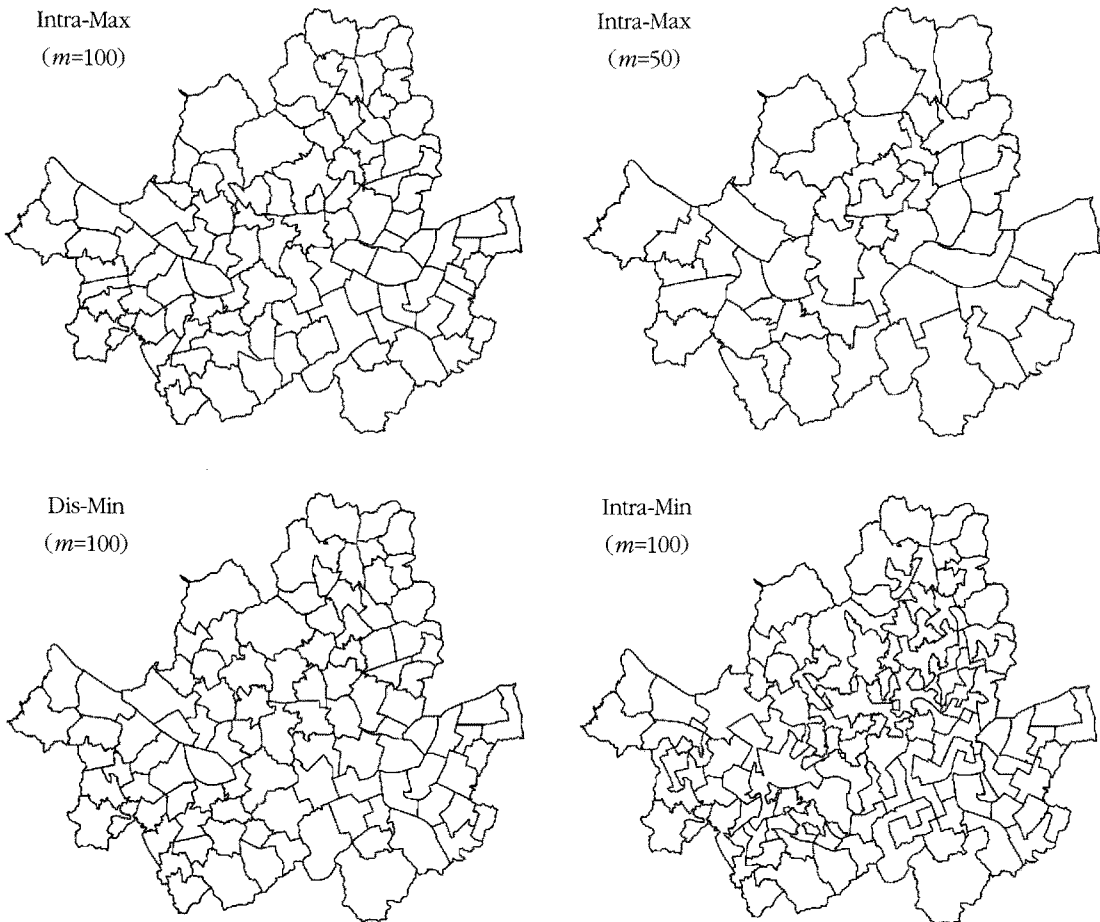 Intra-Max
(m=100)
Intra-Max
(m=50)
Dis-Min
(m=100)
Intra-Min
(m=100)